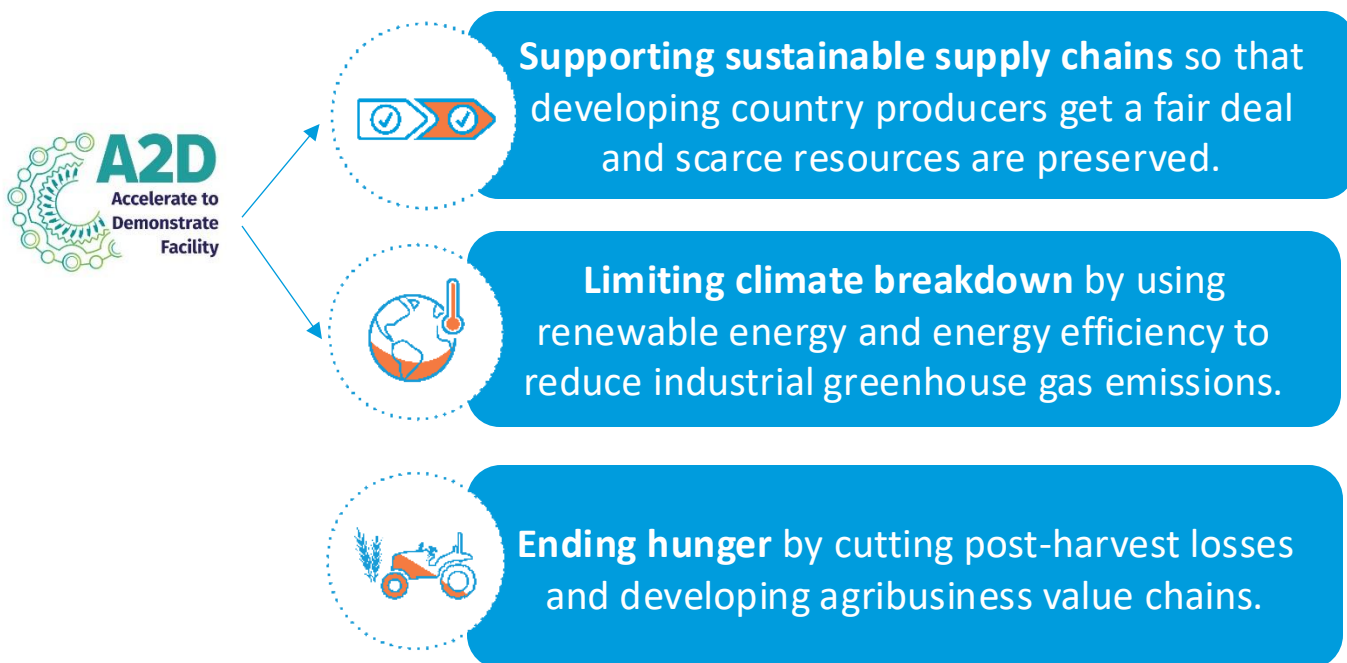 A2D
Accelerate to
Demonstrate
Facility
Supporting sustainable supply chains so that
developing country producers get a fair deal
and scarce resources are preserved.
Limiting climate breakdown by using
renewable energy and energy efficiency to
reduce industrial greenhouse gas emissions.
Ending hunger by cutting post-harvest losses
and developing agribusiness value chains.